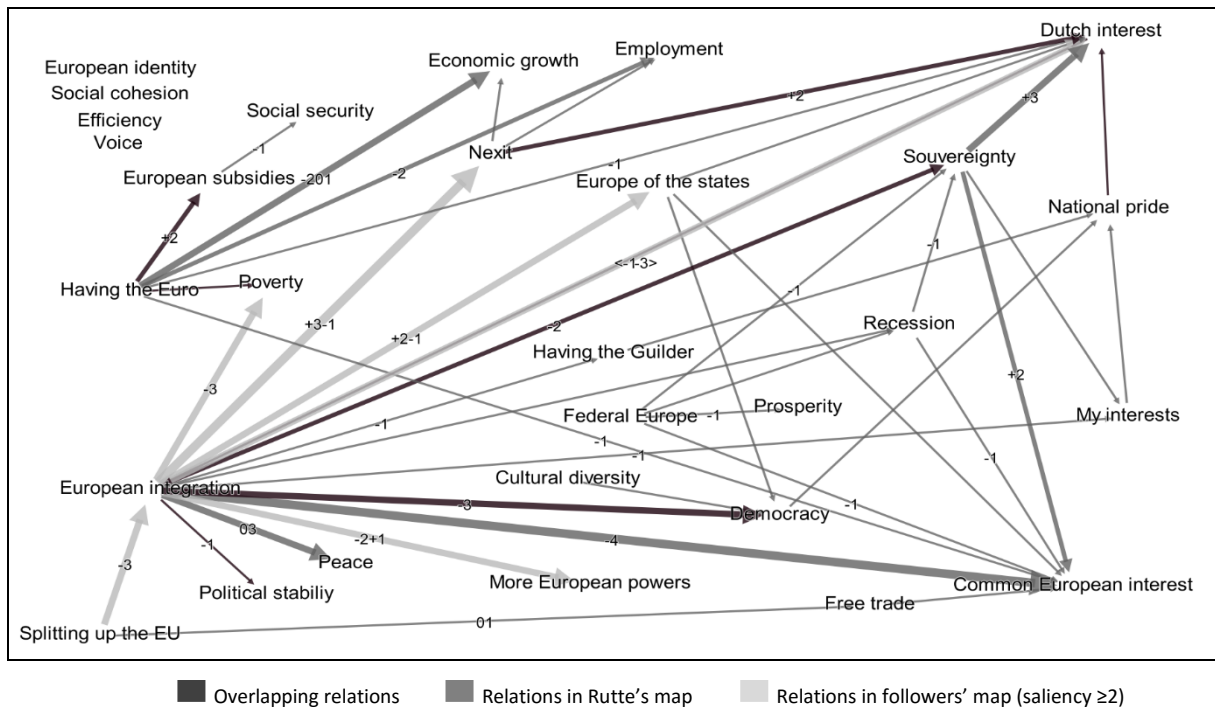 Dutch interest
Employment
Economic growth
European identity
Social cohesion
Efficiency
Voice
Social security
+2
+3
-1
Nexit
Souvereignty
-1
European subsidies
-201
-2
Europe of the states
National pride
+2
-1
<-1-3>
Having the Euro
Poverty
-1
+3-1
-2
Recession
+2-1
Having the Guilder
+2
-3
Federal Europe
-1
Prosperity
My interests
-1
-1
-1
-1
Cultural diversity
European integration
-3
Democracy
-1
03
-2+1
-4
-1
Peace
-3
More European powers
Common European interest
Political stabiliy
Free trade
01
Splitting up the EU
Overlapping relations
Relations in Rutte's map
Relations in followers' map (saliency ≥2)